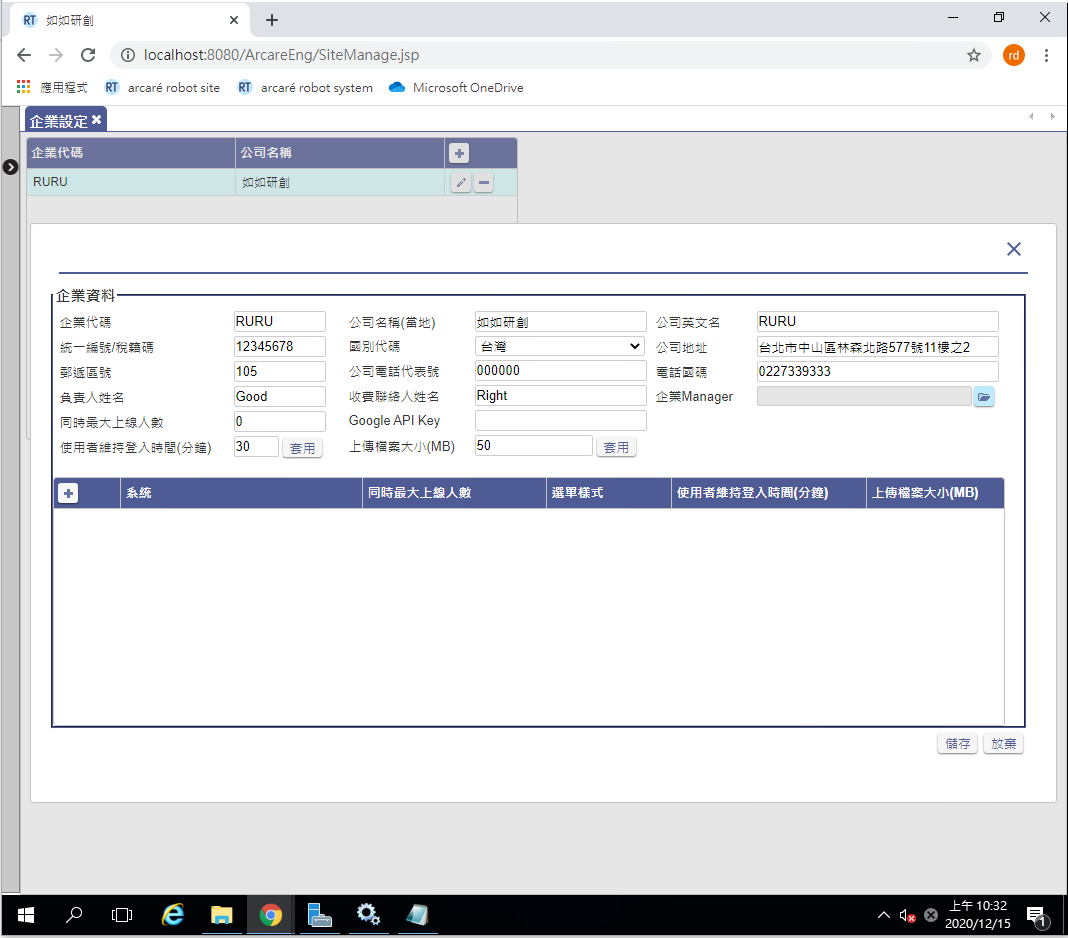 RT 如如研創
localhost:8080/ArcareEng/SiteManage.jsp
rd
應用程式 RT arcaré robot site RT arcaré robot system Microsoft OneDrive
企業設定
企業代碼 公司名稱
RURU 如如研創
企業資料
企業代碼 RURU 公司名稱(當地) 如如研創 公司英文名 RURU
統一編號/稅籍碼 12345678 國別代碼 台灣 公司地址 台北市中山區林森北路577號11樓之2
郵遞區號 105 公司電話代表號 000000 電話國碼 0227339333
負責人姓名 Good 收費聯絡人姓名 Right 企業Manager
同時最大上線人數 0 Google API Key
使用者維持登入時間(分鐘) 30 套用 上傳檔案大小(MB) 50 套用
系統 同時最大上線人數 選單樣式 使用者維持登入時間(分鐘) 上傳檔案大小(MB)
儲存 放棄
上午 10:32
2020/12/15
1